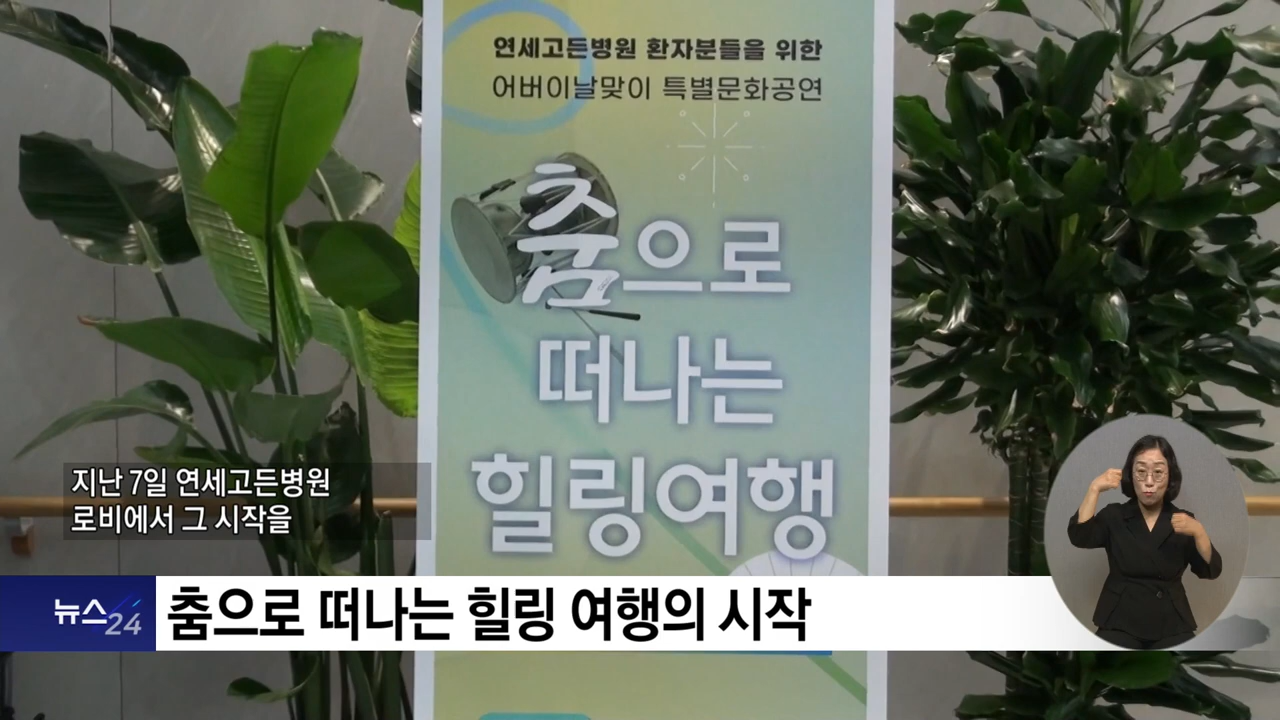 연세고든병원 환자분들을 위한
어버이날맞이 특별문화공연
춤으로
떠나는
힐링여행
지난 7일 연세고든병원
로비에서 그 시작을
뉴스24
춤으로 떠나는 힐링 여행의 시작